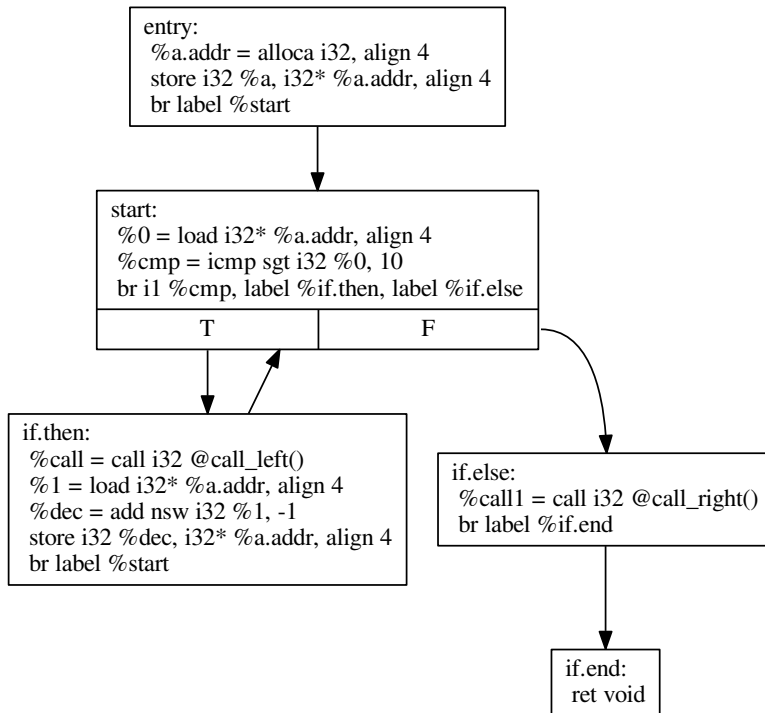 entry:
%a.addr = alloca i32, align 4
store i32 %a, i32* %a.addr, align 4
br label %start
start:
%0 = load i32* %a.addr, align 4
%cmp = icmp sgt i32 %0, 10
br i1 %cmp, label %if.then, label %if.else
T
F
if.then:
%call = call i32 @call_left()
%1 = load i32* %a.addr, align 4
%dec = add nsw i32 %1, -1
store i32 %dec, i32* %a.addr, align 4
br label %start
if.else:
%call1 = call i32 @call_right()
br label %if.end
if.end:
ret void